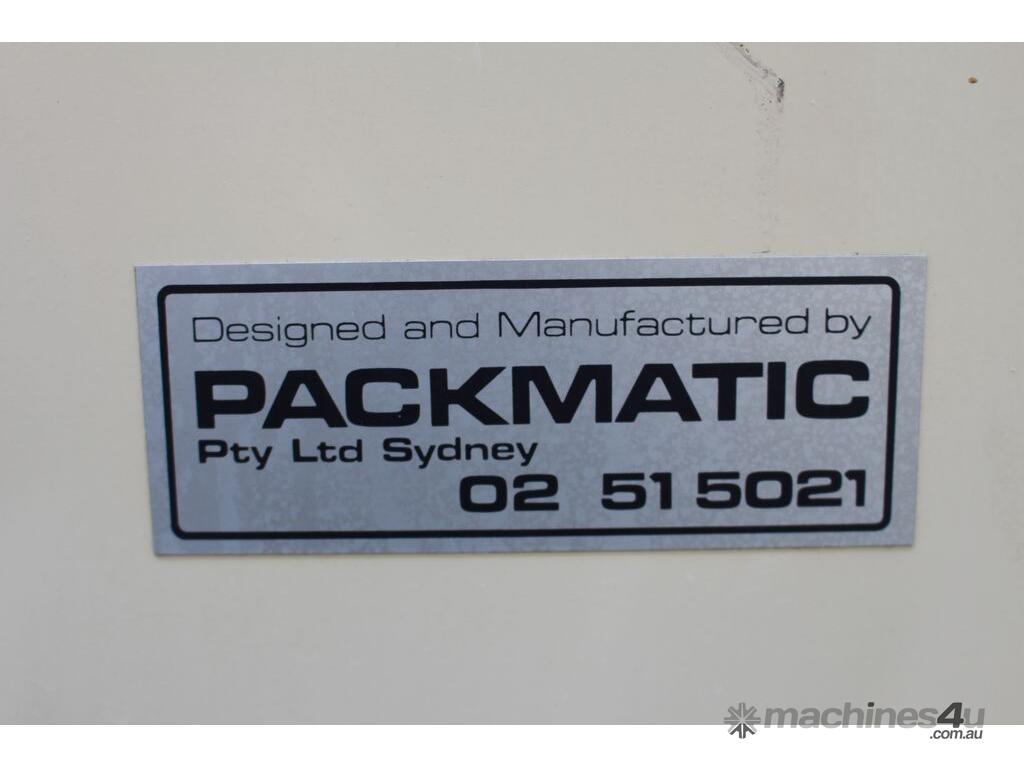 Designed and Manufactured by
PACKMATIC
Pty Ltd Sydney
02 51 5021
machines4u
.com.au